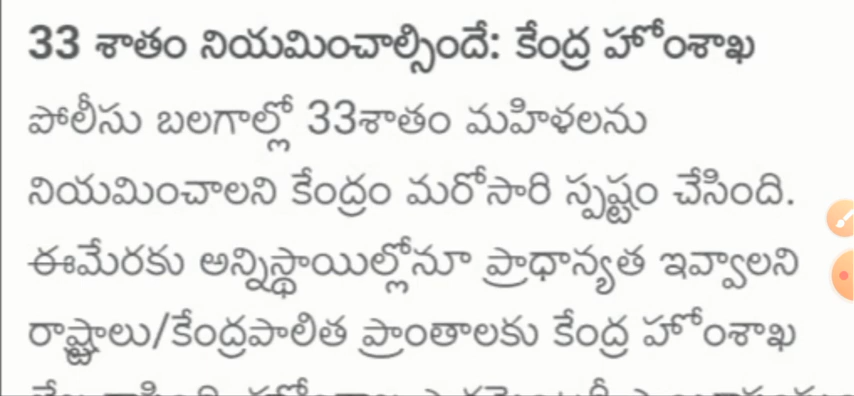 33 శాతం నియమించాల్సిందే: కేంద్ర హోంశాఖ
పోలీసు బలగాల్లో 33శాతం మహిళలను
నియమించాలని కేంద్రం మరోసారి స్పష్టం చేసింది.
ఈమేరకు అన్నిస్థాయిల్లోనూ ప్రాధాన్యత ఇవ్వాలని
రాష్ట్రాలు/కేంద్రపాలిత ప్రాంతాలకు కేంద్ర హోంశాఖ